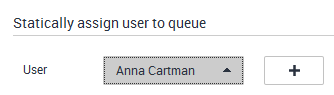 Statically assign user to queue
User Anna Cartman +